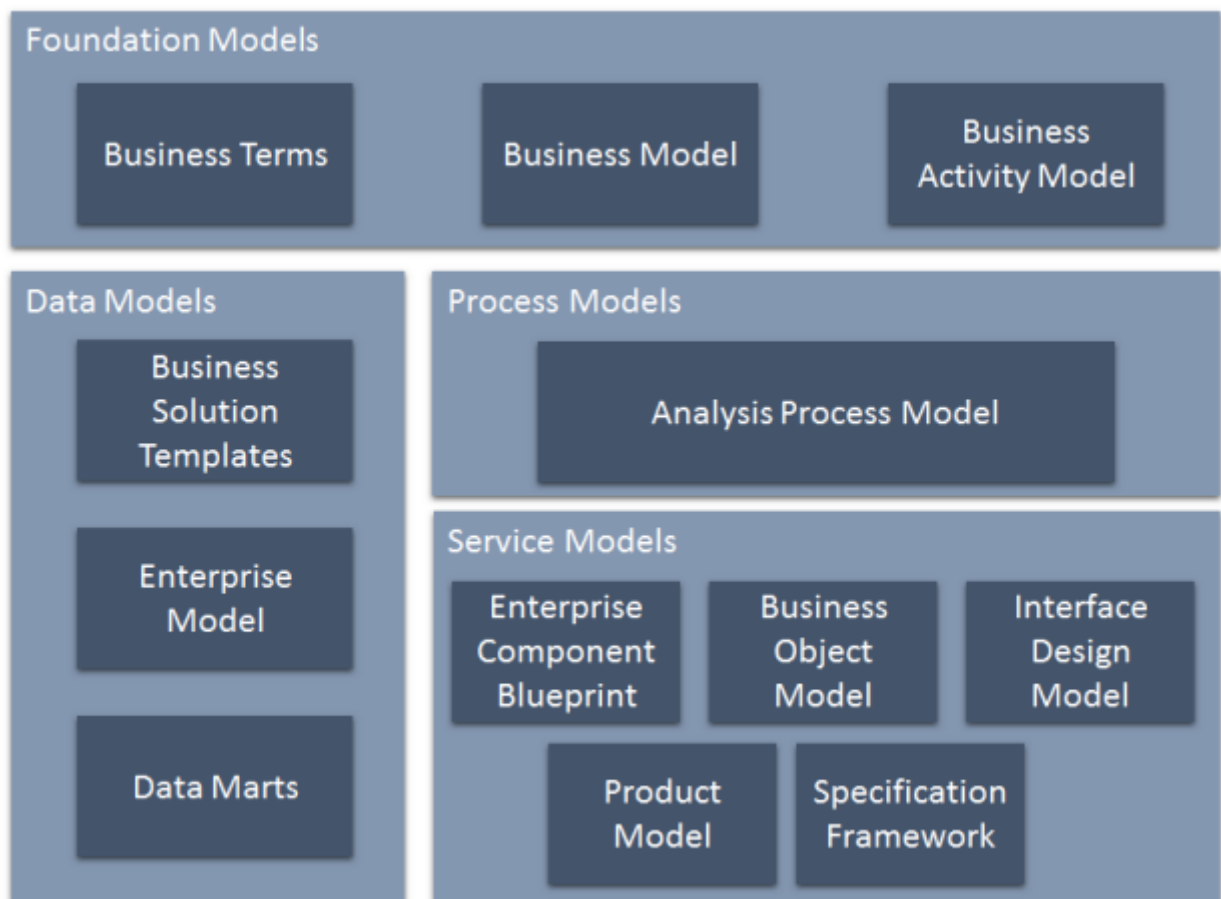 Foundation Models
Business Terms
Business Model
Business
Activity Model
Data Models
Business
Solution
Templates
Enterprise
Model
Data Marts
Process Models
Analysis Process Model
Service Models
Enterprise
Component
Blueprint
Business
Object
Model
Interface
Design
Model
Product
Model
Specification
Framework